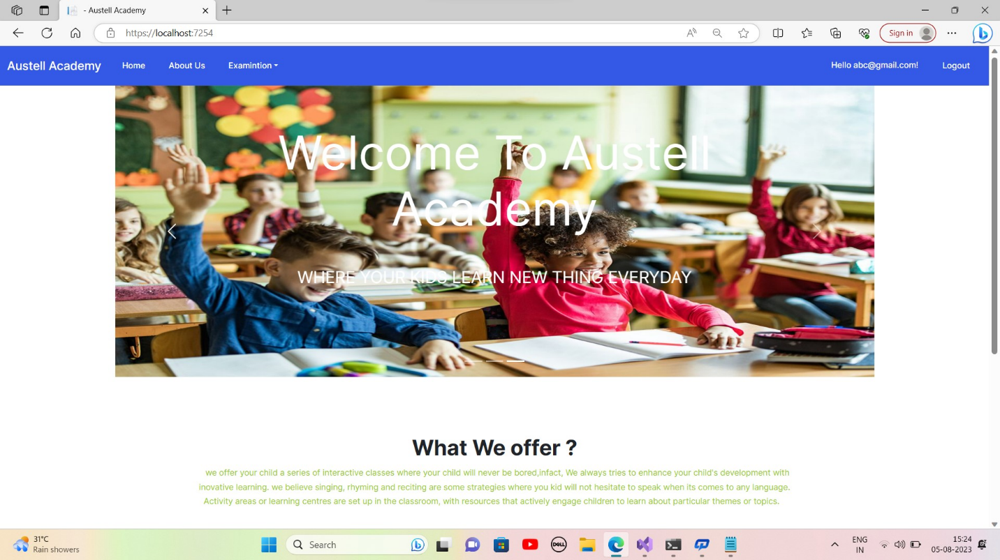 - Austell Academy
https://localhost:7254
Sign in
Austell Academy
Home
About Us
Examintion
Hello abc@gmail.com!
Logout
Welcome To Austell
Academy
WHERE YOUR KIDS LEARN NEW THING EVERYDAY
What We offer ?
we offer your child a series of interactive classes where your child will never be bored,infact, We always tries to enhance your child's development with
inovative learning. we believe singing, rhyming and reciting are some strategies where you kid will not hesitate to speak when its comes to any language.
Activity areas or learning centres are set up in the classroom, with resources that actively engage children to learn about particular themes or topics.
31°C
Rain showers
Search
DELL
ENG
IN
15:24
05-08-2023